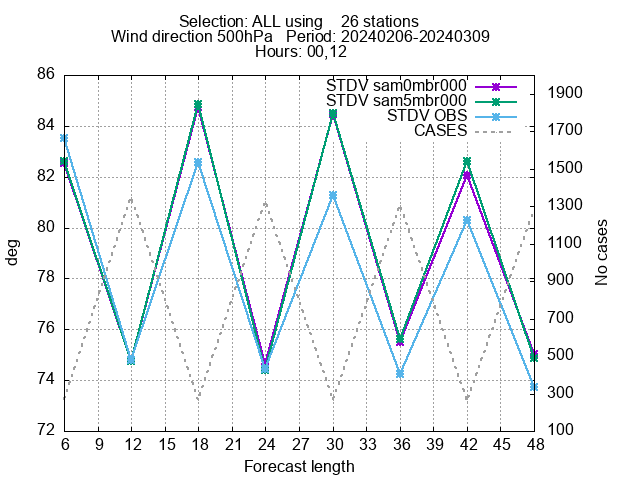 Selection: ALL using    26 stations
Wind direction 500hPa   Period: 20240206-20240309
Hours: 00,12
STDV sam0mbr000
STDV sam5mbr000
STDV OBS
CASES
86
84
82
80
78
76
74
72
deg
1900
1700
1500
1300
1100
900
700
500
300
100
No cases
6 9 12 15 18 21 24 27 30 33 36 39 42 45 48
Forecast length